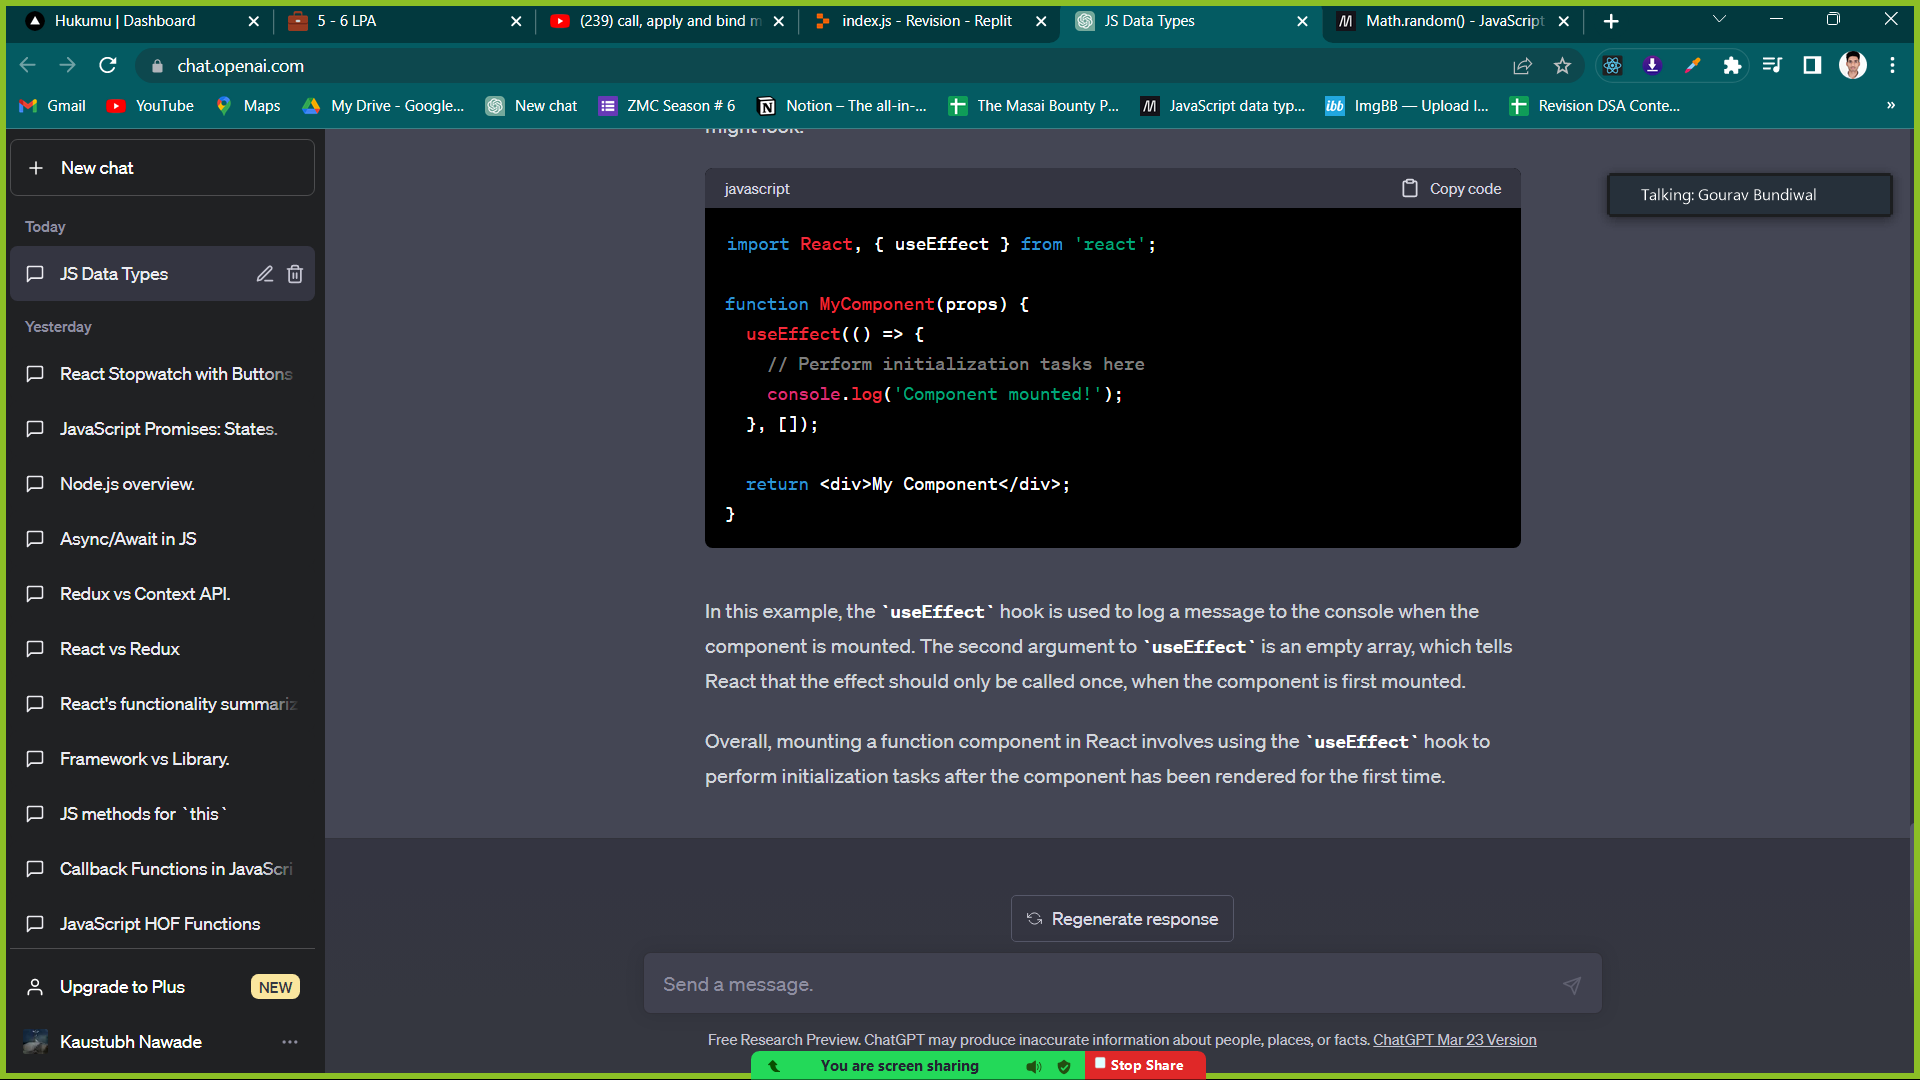 Hukumu | Dashboard
5 - 6 LPA
(239) call, apply and bind m
index.js - Revision - Replit
JS Data Types
Math.random() - JavaScript
chat.openai.com
Gmail
YouTube
Maps
My Drive - Google...
New chat
ZMC Season # 6
Notion – The all-in-...
The Masai Bounty P...
JavaScript data typ...
ibb ImgBB — Upload I...
Revision DSA Conte...
»
might look.
+ New chat
Today
JS Data Types
Yesterday
React Stopwatch with Buttons
JavaScript Promises: States.
Node.js overview.
Async/Await in JS
Redux vs Context API.
React vs Redux
React's functionality summariz
Framework vs Library.
JS methods for `this`
Callback Functions in JavaScri
JavaScript HOF Functions
Upgrade to Plus NEW
Kaustubh Nawade ...
javascript
Copy code
import React, { useEffect } from 'react';
function MyComponent(props) {
useEffect(() => {
// Perform initialization tasks here
console.log('Component mounted!');
}, []);
return <div>My Component</div>;
}
In this example, the `useEffect` hook is used to log a message to the console when the
component is mounted. The second argument to `useEffect` is an empty array, which tells
React that the effect should only be called once, when the component is first mounted.
Overall, mounting a function component in React involves using the `useEffect` hook to
perform initialization tasks after the component has been rendered for the first time.
Talking: Gourav Bundiwal
Regenerate response
Send a message.
Free Research Preview. ChatGPT may produce inaccurate information about people, places, or facts. ChatGPT Mar 23 Version
You are screen sharing
Stop Share